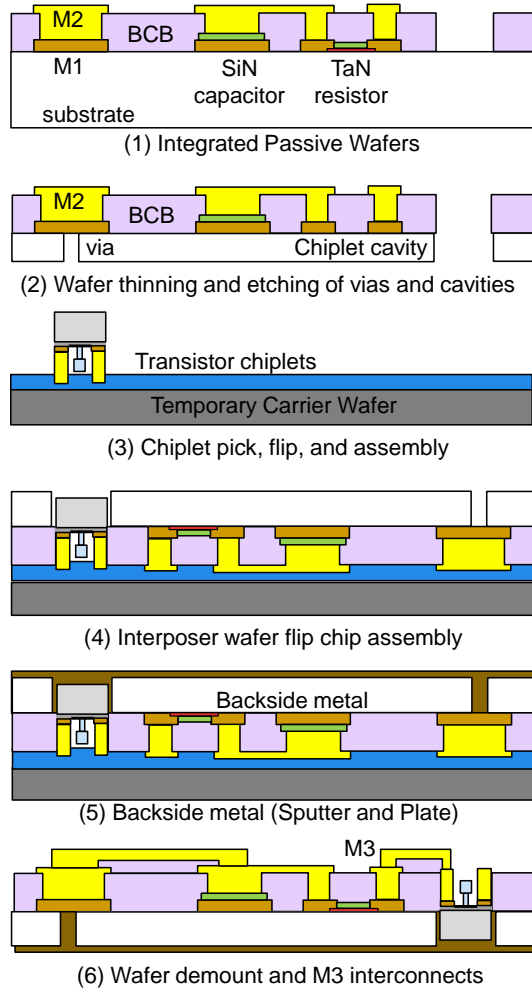 M2
BCB
M1
SiN
capacitor
TaN
resistor
substrate
(1) Integrated Passive Wafers
M2
BCB
via
Chiplet cavity
(2) Wafer thinning and etching of vias and cavities
Transistor chiplets
Temporary Carrier Wafer
(3) Chiplet pick, flip, and assembly
(4) Interposer wafer flip chip assembly
Backside metal
(5) Backside metal (Sputter and Plate)
M3
(6) Wafer demount and M3 interconnects